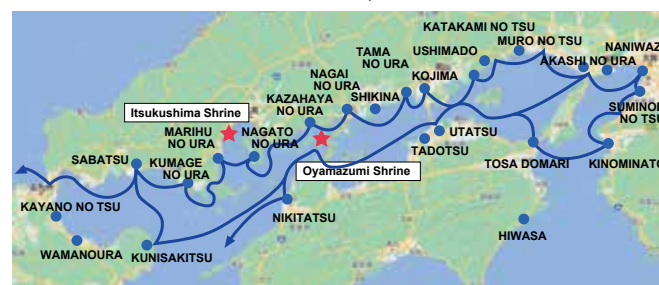 KATAKAMI NO TSU
MURO NO TSU
NANIWAZ
USHIMADO
AKASHI NO URA
TAMA
NO URA
KOJIMA
NAGAI
NO URA
SHIKINA
KAZAHAYA
NO URA
SUMINO
NO TS
Itsukushima Shrine
MARIHU
NO URA
NAGATO
NO URA
UTATSU
TADOTSU
TOSA DOMARI
KINOMINATO
SABATSU
KUMAGE
NO URA
Oyamazumi Shrine
KAYANO NO TSU
NIKITATSU
HIWASA
WAMANOURA
KUNISAKITSU